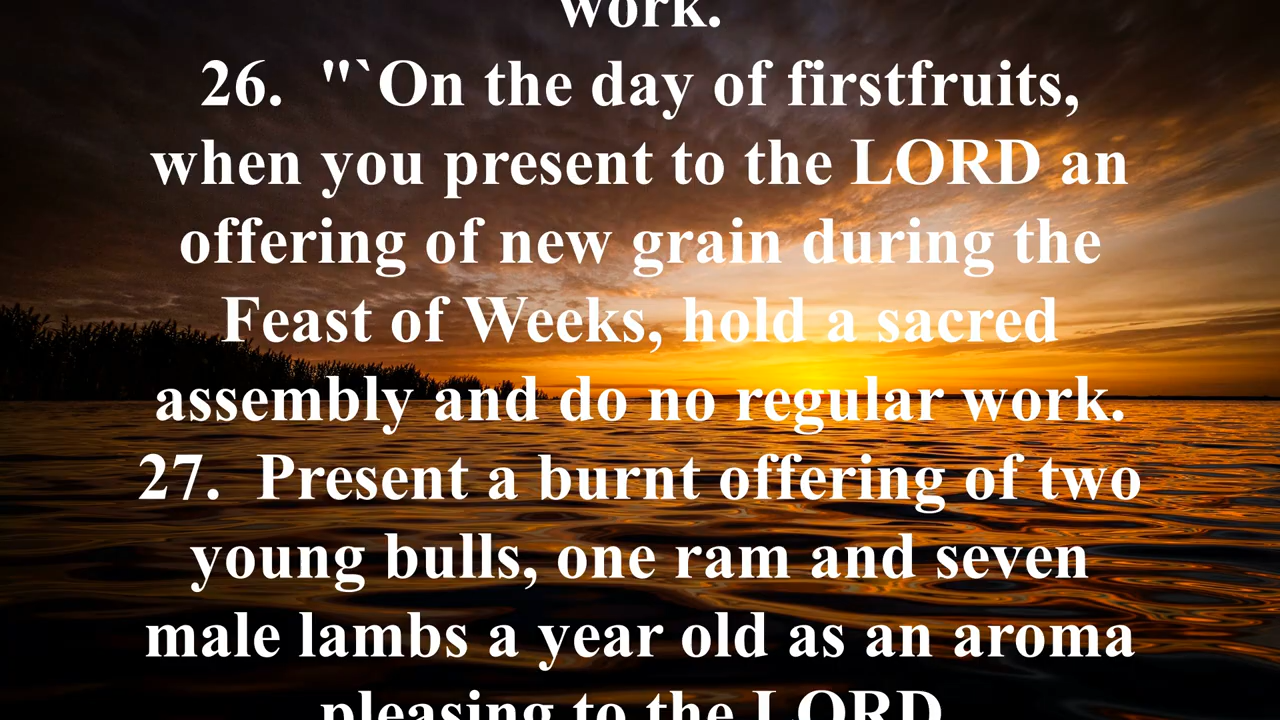 work.
26.  "`On the day of firstfruits,
when you present to the LORD an
offering of new grain during the
Feast of Weeks, hold a sacred
assembly and do no regular work.
27.  Present a burnt offering of two
young bulls, one ram and seven
male lambs a year old as an aroma
pleasing to the LORD.